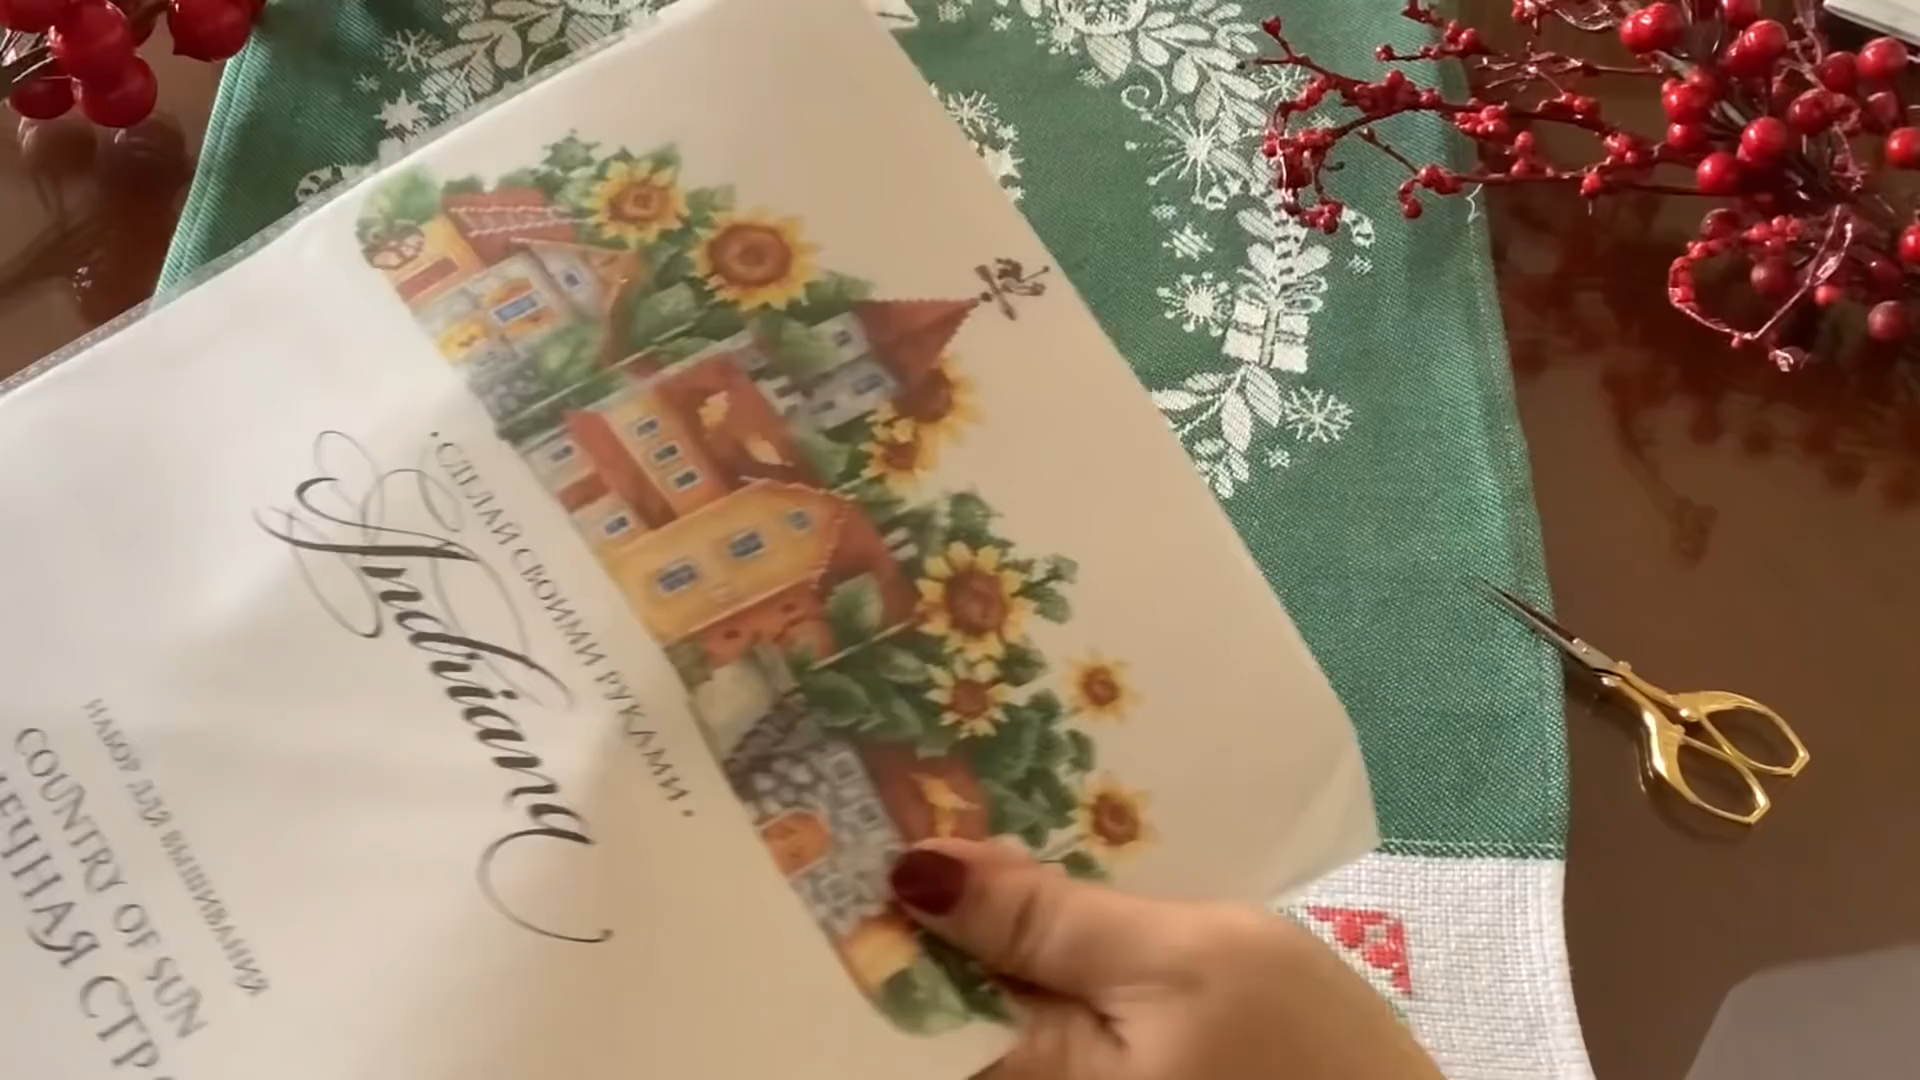 • СДЕЛАЙ СВОИМИ РУКАМИ •
Andriana
НАБОР ДЛЯ ВЫШИВАНИЯ
COUNTRY OF SUN